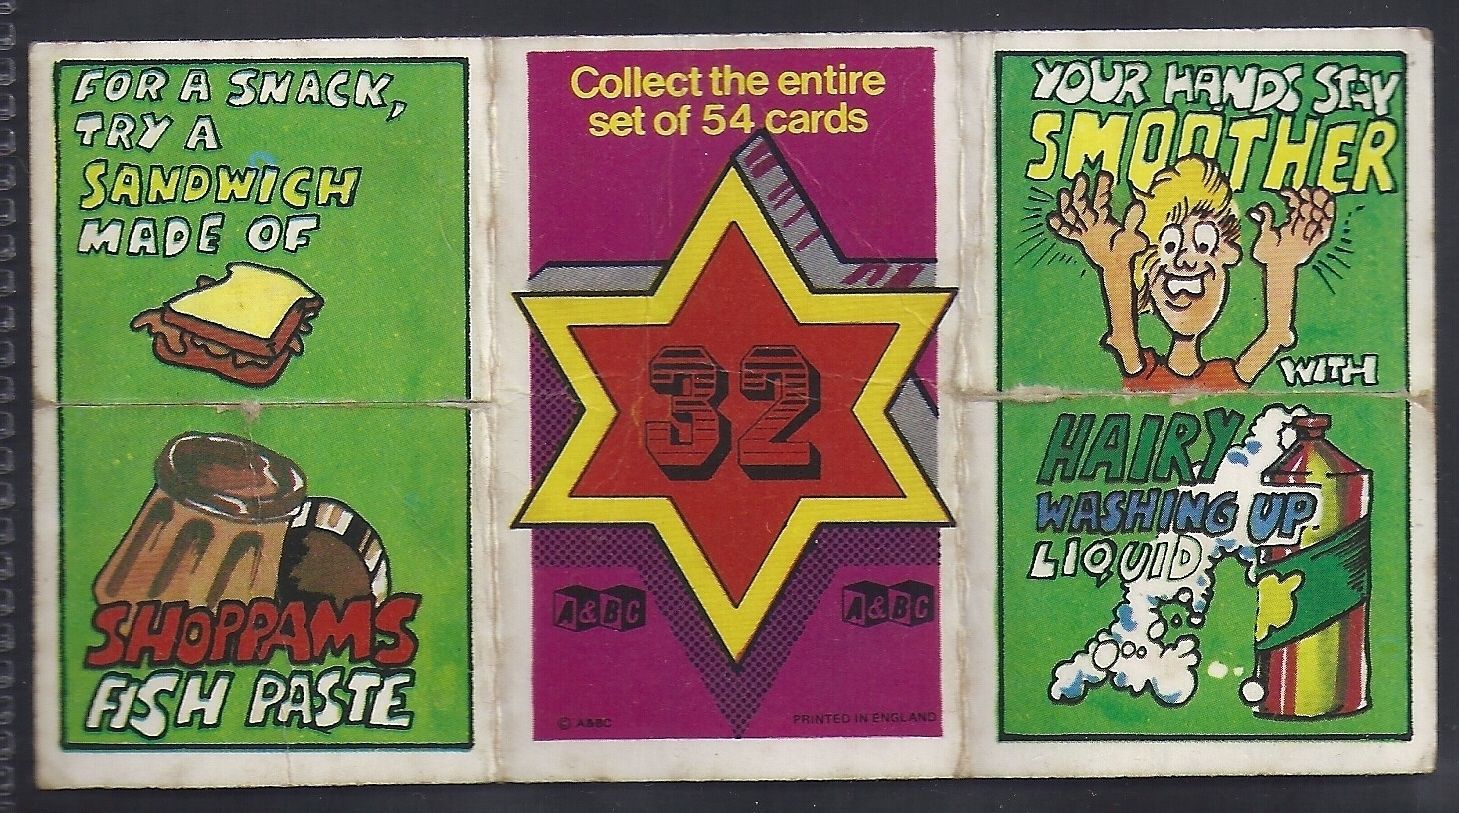 FOR A SNACK,
TRY A
SANDWICH
MADE OF
SHOPPAMS
FISH PASTE
Collect the entire
set of 54 cards
32
A&BC
A&BC
© A&BC
PRINTED IN ENGLAND
YOUR HANDS STAY
SMOOTHER
WITH
HAIRY
WASHING UP
LIQUID